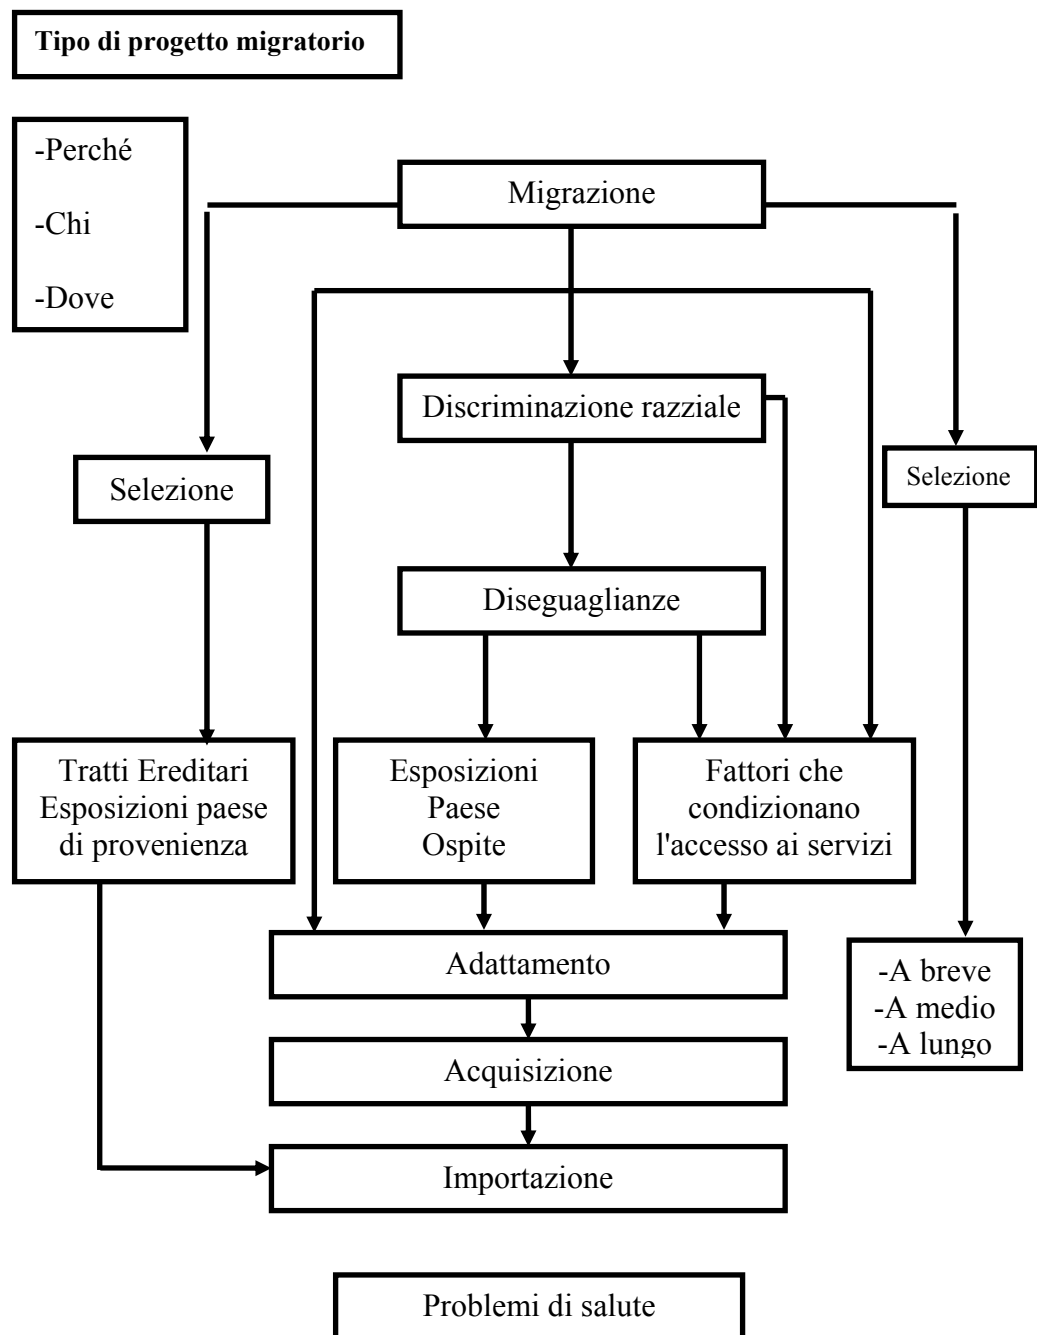 Tipo di progetto migratorio
-Perché
-Chi
-Dove
Migrazione
Discriminazione razziale
Selezione
Selezione
Diseguaglianze
Tratti Ereditari
Esposizioni paese
di provenienza
Esposizioni
Paese
Ospite
Fattori che
condizionano
l'accesso ai servizi
Adattamento
-A breve
-A medio
-A lungo
Acquisizione
Importazione
Problemi di salute